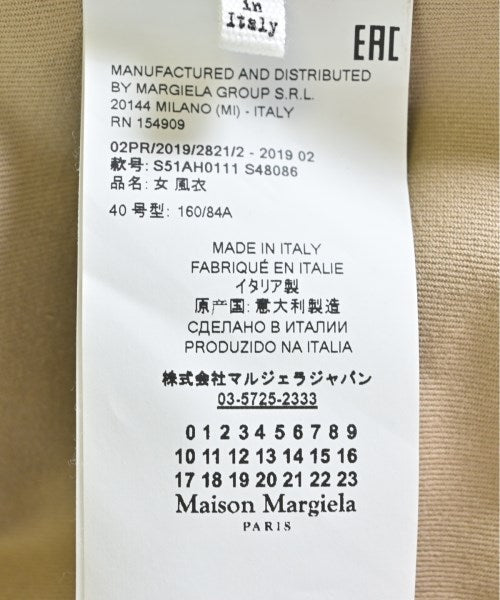 in
Italy
EAC
MANUFACTURED AND DISTRIBUTED
BY MARGIELA GROUP S.R.L.
20144 MILANO (MI) - ITALY
RN 154909
02PR/2019/2821/2 - 2019 02
款号: S51AH0111 S48086
品名: 女 風衣
40 号型: 160/84A
MADE IN ITALY
FABRIQUÉ EN ITALIE
イタリア製
原产国: 意大利製造
СДЕЛАНО В ИТАЛИИ
PRODUZIDO NA ITALIA
株式会社マルジェラジャパン
03-5725-2333
0 1 2 3 4 5 6 7 8 9
10 11 12 13 14 15 16
17 18 19 20 21 22 23
Maison Margiela
PARIS